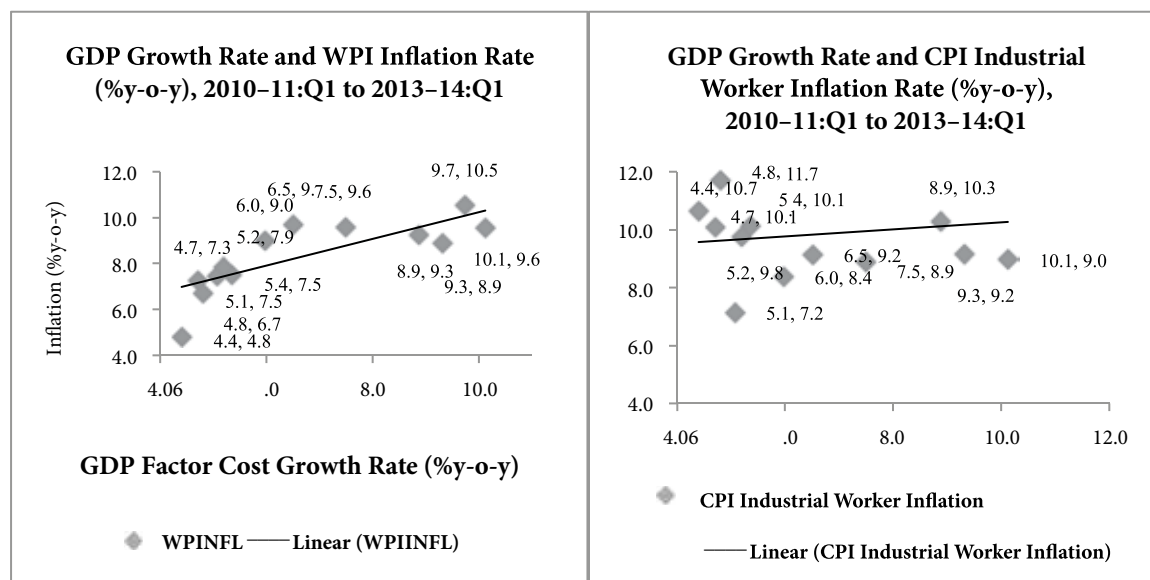 GDP Growth Rate and WPI Inflation Rate
(%y-o-y), 2010–11:Q1 to 2013–14:Q1
Inflation (%y-o-y)
12.0
10.0
8.0
6.0
4.0
9.7, 10.5
6.5, 9.
7.5, 9.6
6.0, 9.0
5.2, 7.9
4.7, 7.3
10.1, 9.6
8.9, 9.3
9.3, 8.9
5.4, 7.5
5.1, 7.5
4.8, 6.7
4.4, 4.8
4.06 .0 8.0 10.0
GDP Factor Cost Growth Rate (%y-o-y)
WPINFL Linear (WPIINFL)
GDP Growth Rate and CPI Industrial
Worker Inflation Rate (%y-o-y),
2010–11:Q1 to 2013–14:Q1
12.0
10.0
8.0
6.0
4.0
4.8, 11.7
4.4, 10.7
5 4, 10.1
4.7, 10.1
8.9, 10.3
6.5, 9.2
10.1, 9.0
5.2, 9.8
6.0, 8.4
7.5, 8.9
9.3, 9.2
5.1, 7.2
4.06 .0 8.0 10.0 12.0
CPI Industrial Worker Inflation
Linear (CPI Industrial Worker Inflation)